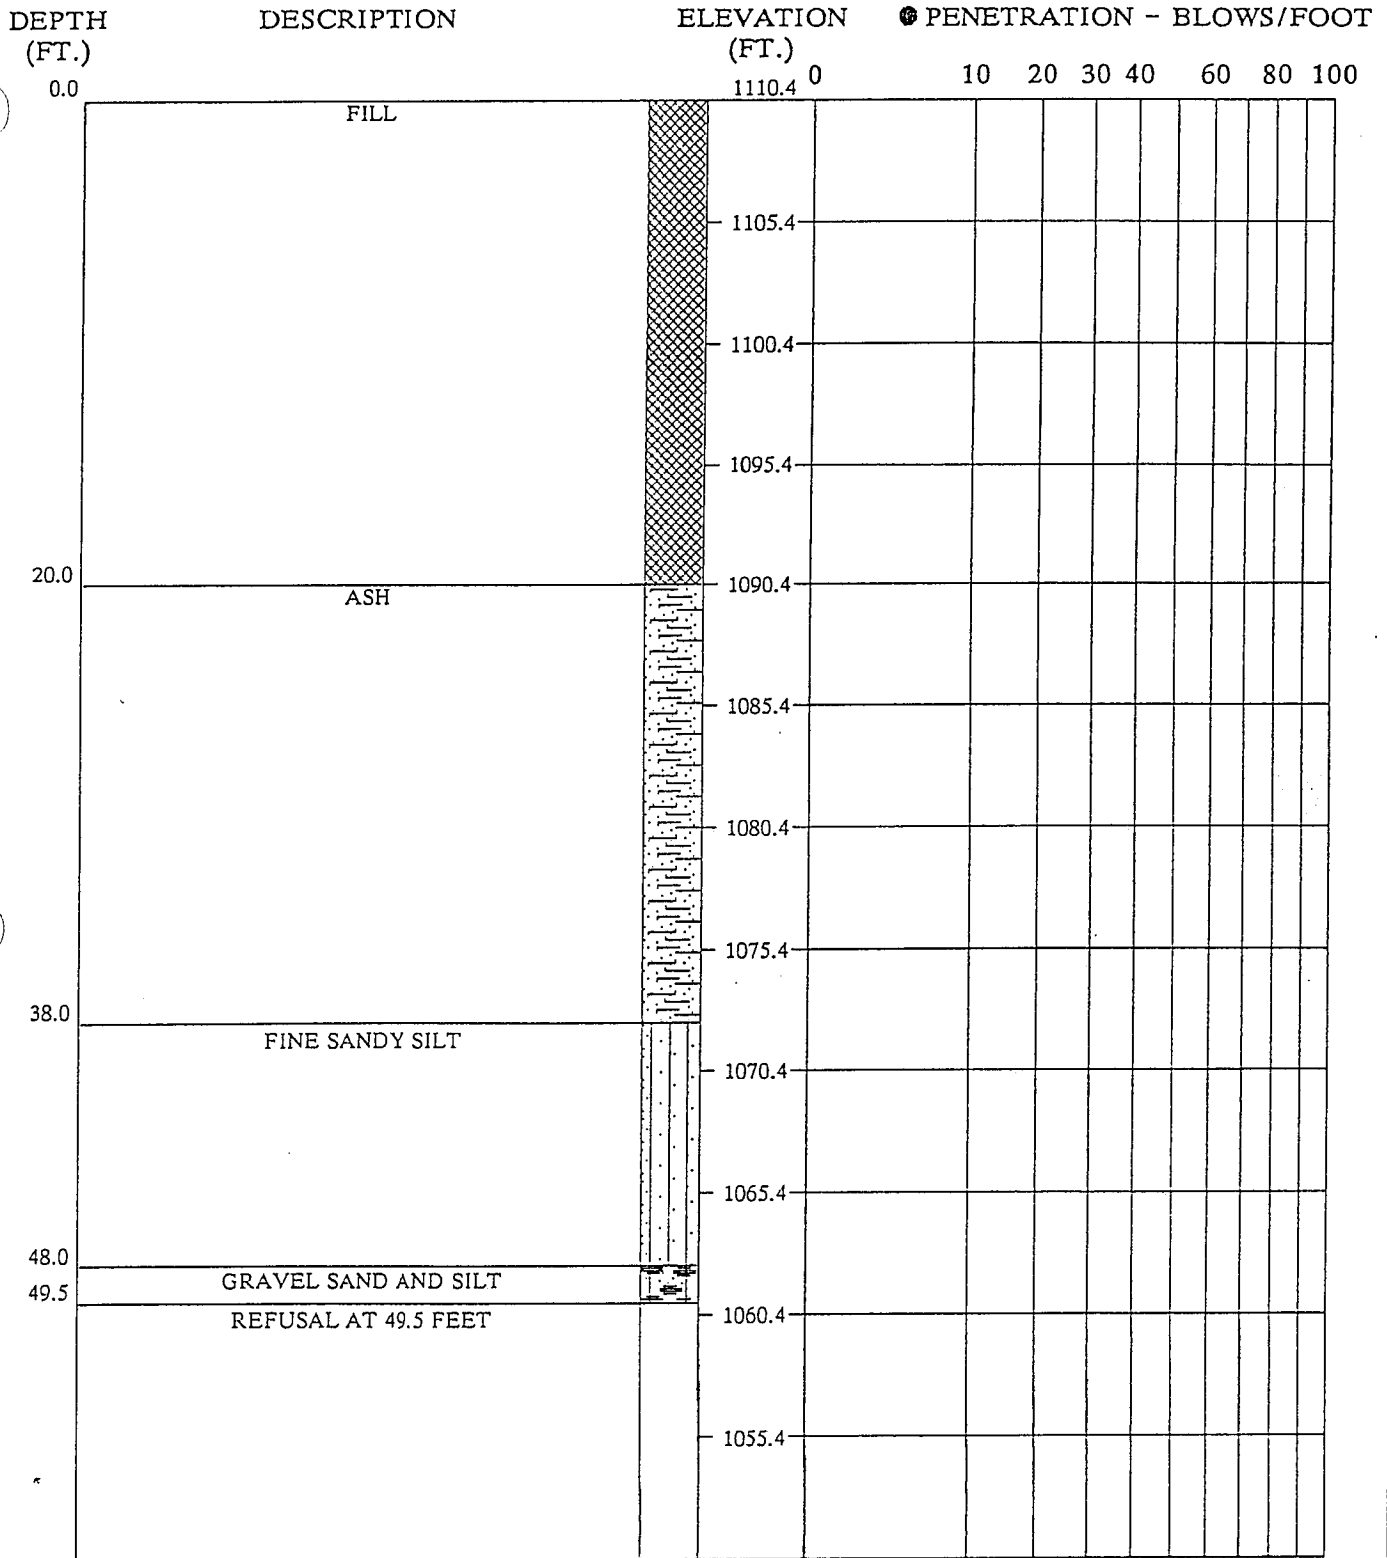 DEPTH (FT.) DESCRIPTION ELEVATION (FT.) ● PENETRATION - BLOWS/FOOT
0 10 20 30 40 60 80 100
0.0 1110.4
FILL
1105.4
1100.4
1095.4
20.0 1090.4
ASH
1085.4
1080.4
1075.4
38.0
FINE SANDY SILT
1070.4
1065.4
48.0
GRAVEL SAND AND SILT
49.5
1060.4
REFUSAL AT 49.5 FEET
1055.4